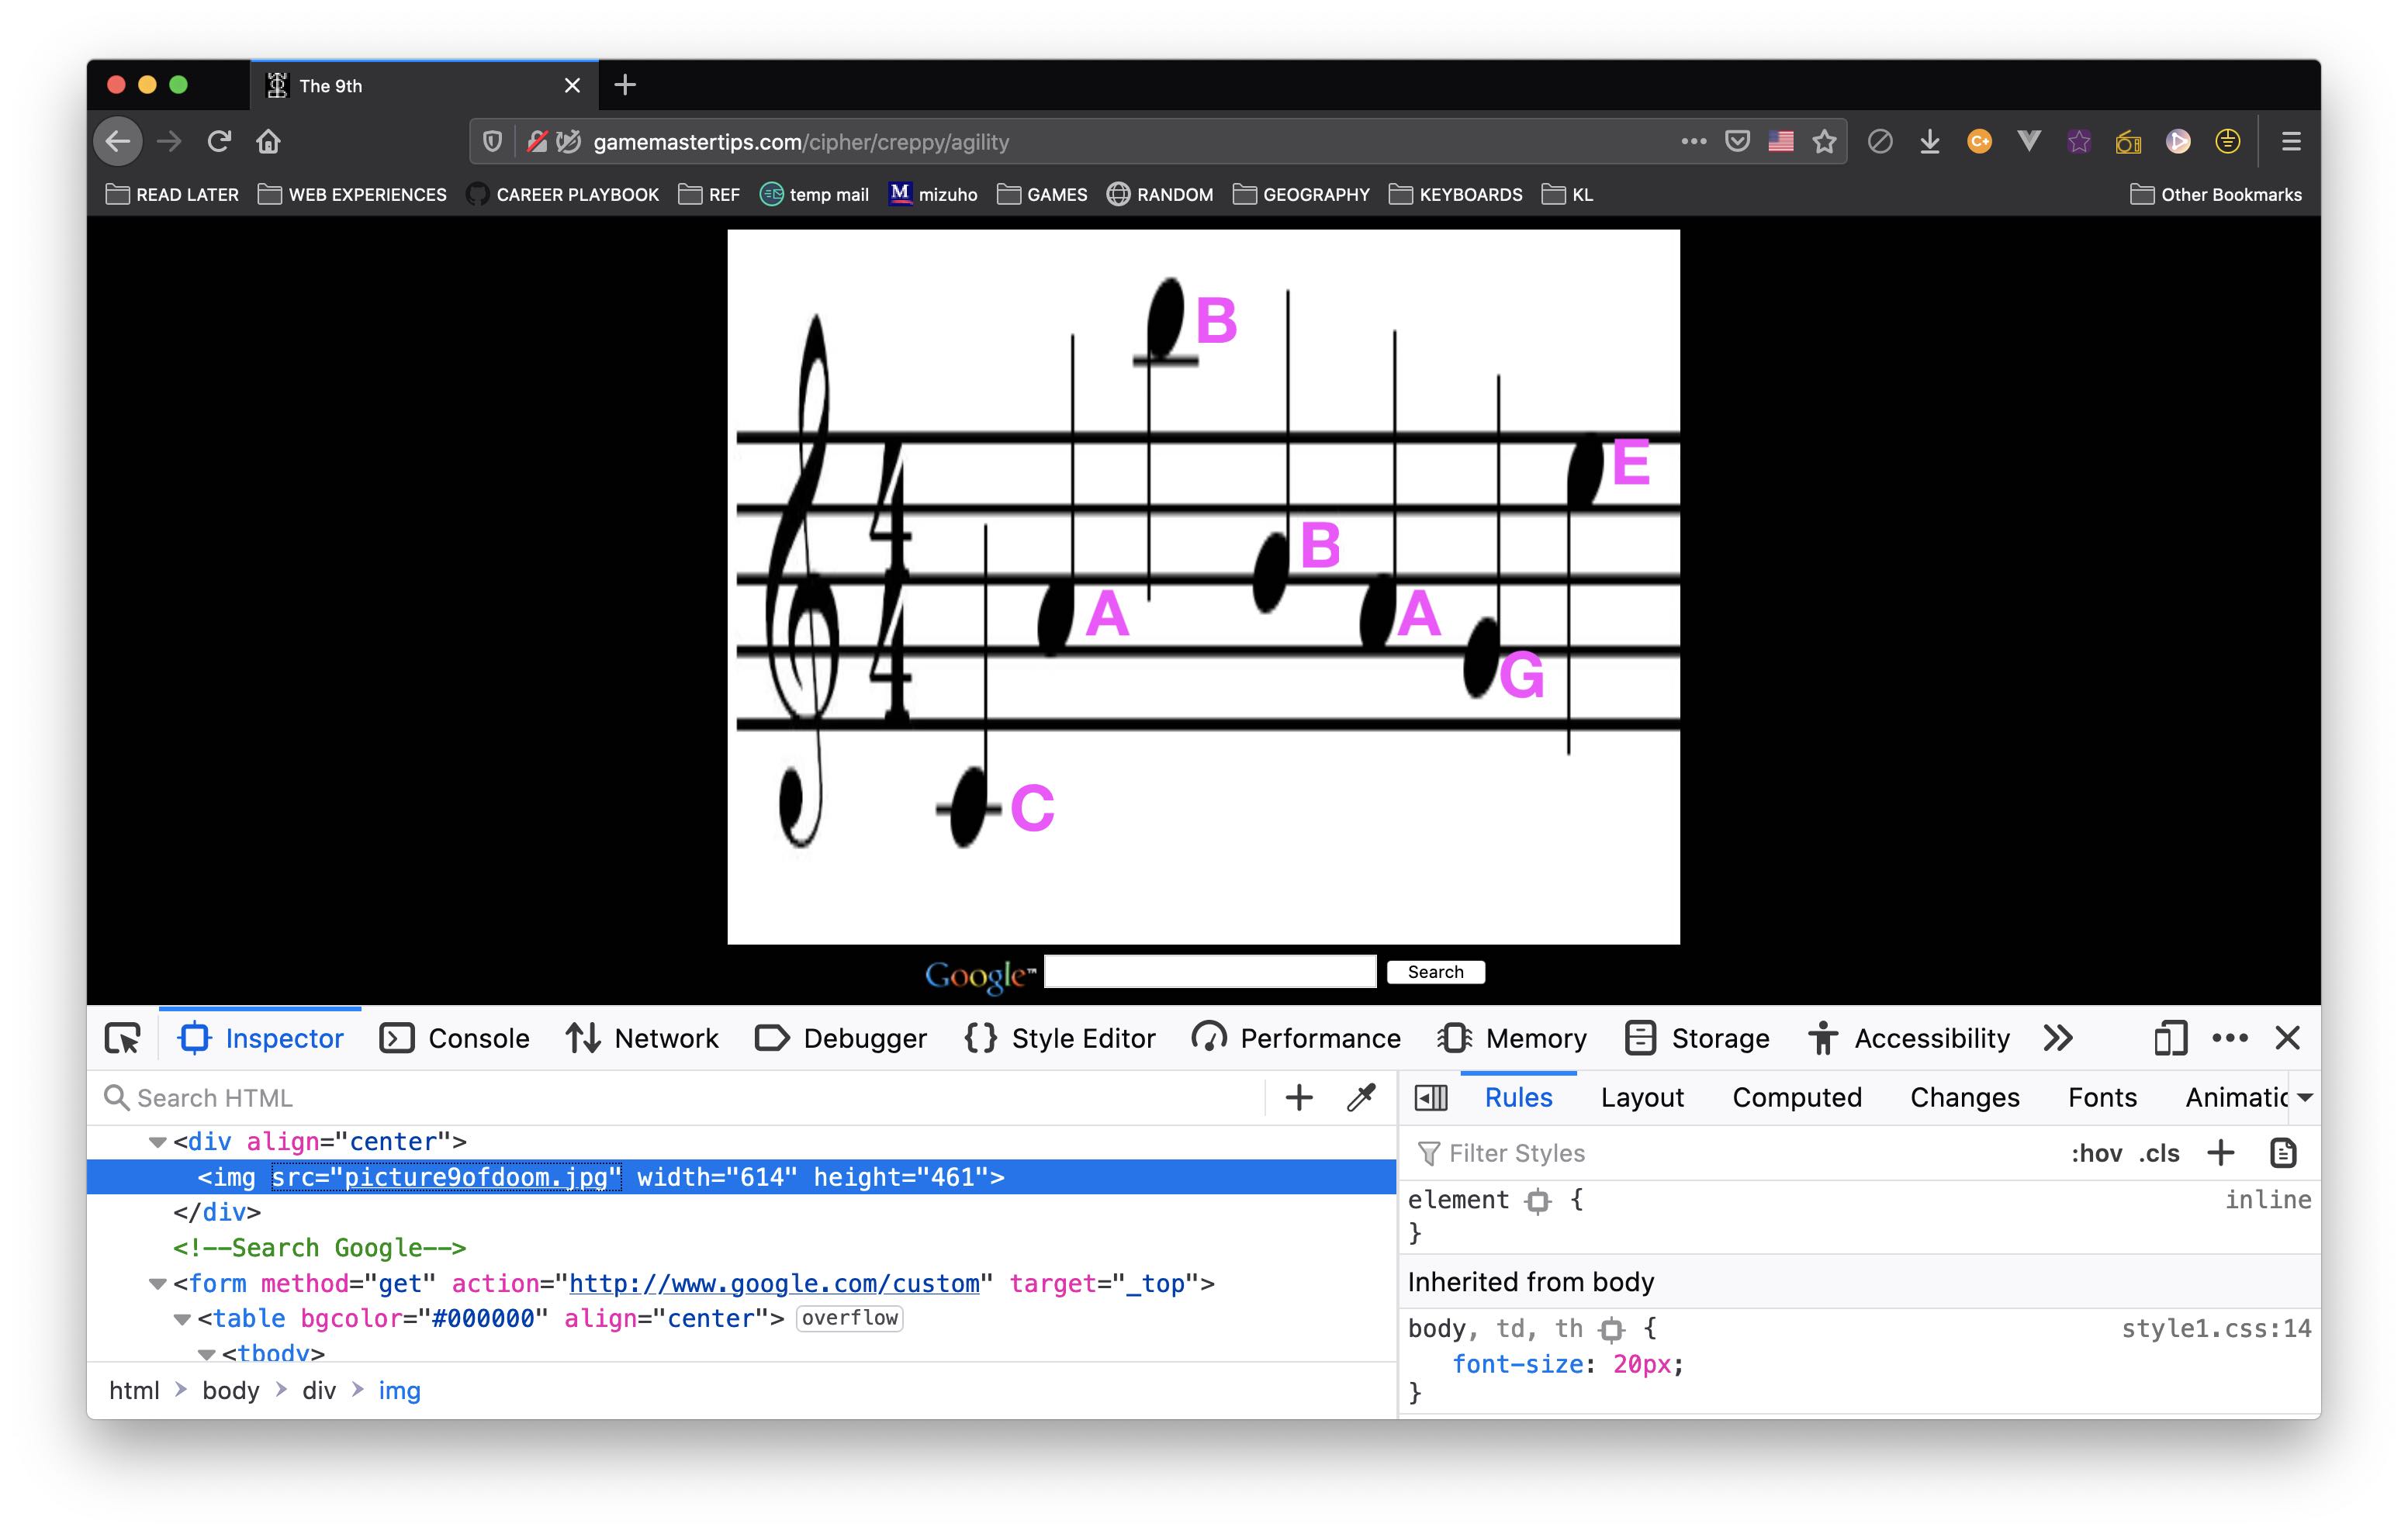 The 9th
gamemastertips.com/cipher/creppy/agility
READ LATER WEB EXPERIENCES CAREER PLAYBOOK REF temp mail M mizuho GAMES RANDOM GEOGRAPHY KEYBOARDS KL Other Bookmarks
B
E
4 B
4 A A
G
C
Google™ Search
Inspector Console Network Debugger Style Editor Performance Memory Storage Accessibility
Search HTML
Rules Layout Computed Changes Fonts Animatic
<div align="center">
<img src="picture9ofdoom.jpg" width="614" height="461">
</div>
<!--Search Google-->
<form method="get" action="http://www.google.com/custom" target="_top">
<table bgcolor="#000000" align="center"> overflow
<tbody>
html > body > div > img
Filter Styles :hov .cls
element { inline
}
Inherited from body
body, td, th { style1.css:14
font-size: 20px;
}